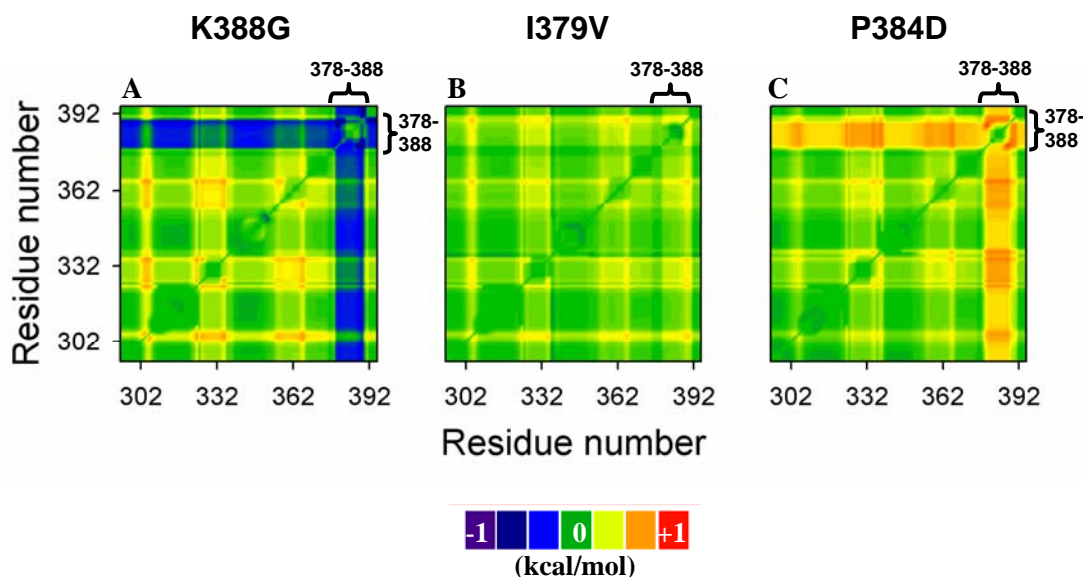 K388G I379V P384D
A 378-388 B 378-388 C 378-388
392 378-
388 378-
388
362
332
302
Residue number
302 332 362 392 302 332 362 392 302 332 362 392
Residue number
-1 0 +1
(kcal/mol)